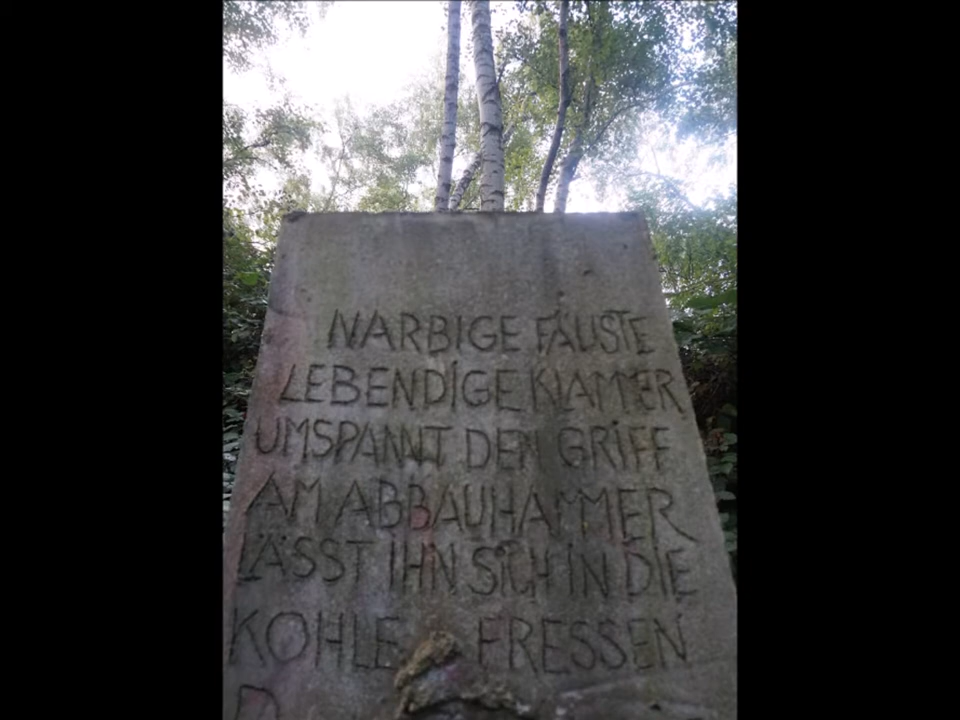 NARBIGE FÄUSTE
LEBENDIGE KLAMMER
UMSPANNT DEN GRIFF
AM ABBAUHAMMER
LÄSST IHN SICH IN DIE
KOHLE FRESSEN